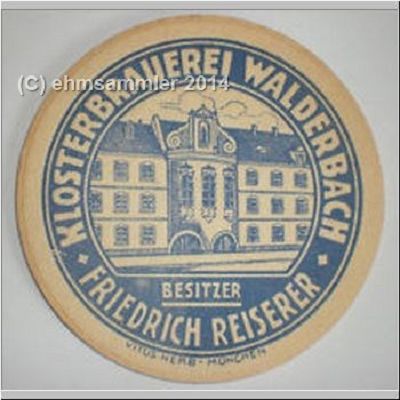 (C) ehmsammler 2014
KLOSTERBRAUEREI WALDERBACH
BESITZER
FRIEDRICH REISERER
VITUS HERB - MÜNCHEN